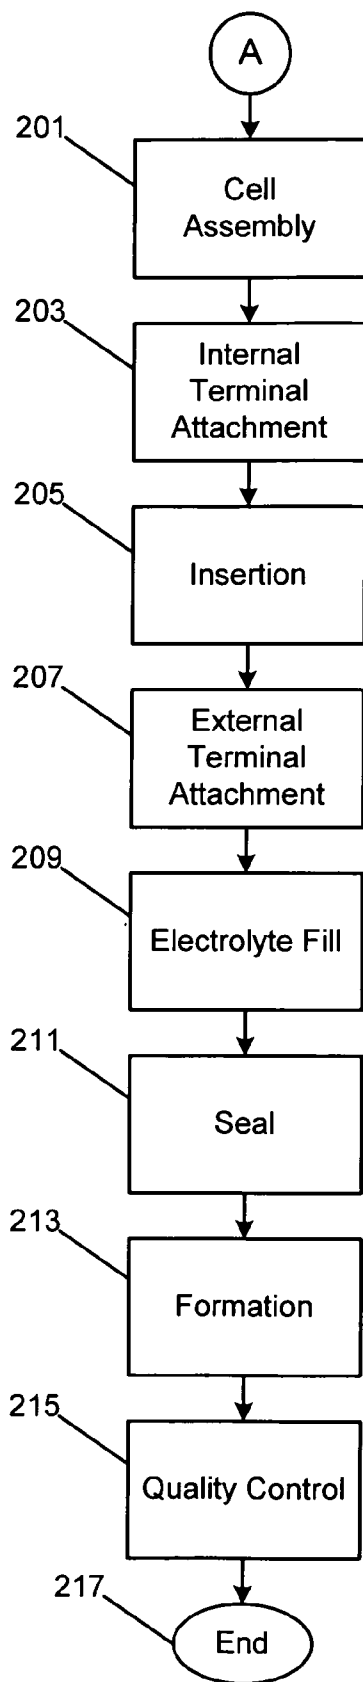 A
201
Cell
Assembly
203
Internal
Terminal
Attachment
205
Insertion
207
External
Terminal
Attachment
209
Electrolyte Fill
211
Seal
213
Formation
215
Quality Control
217
End